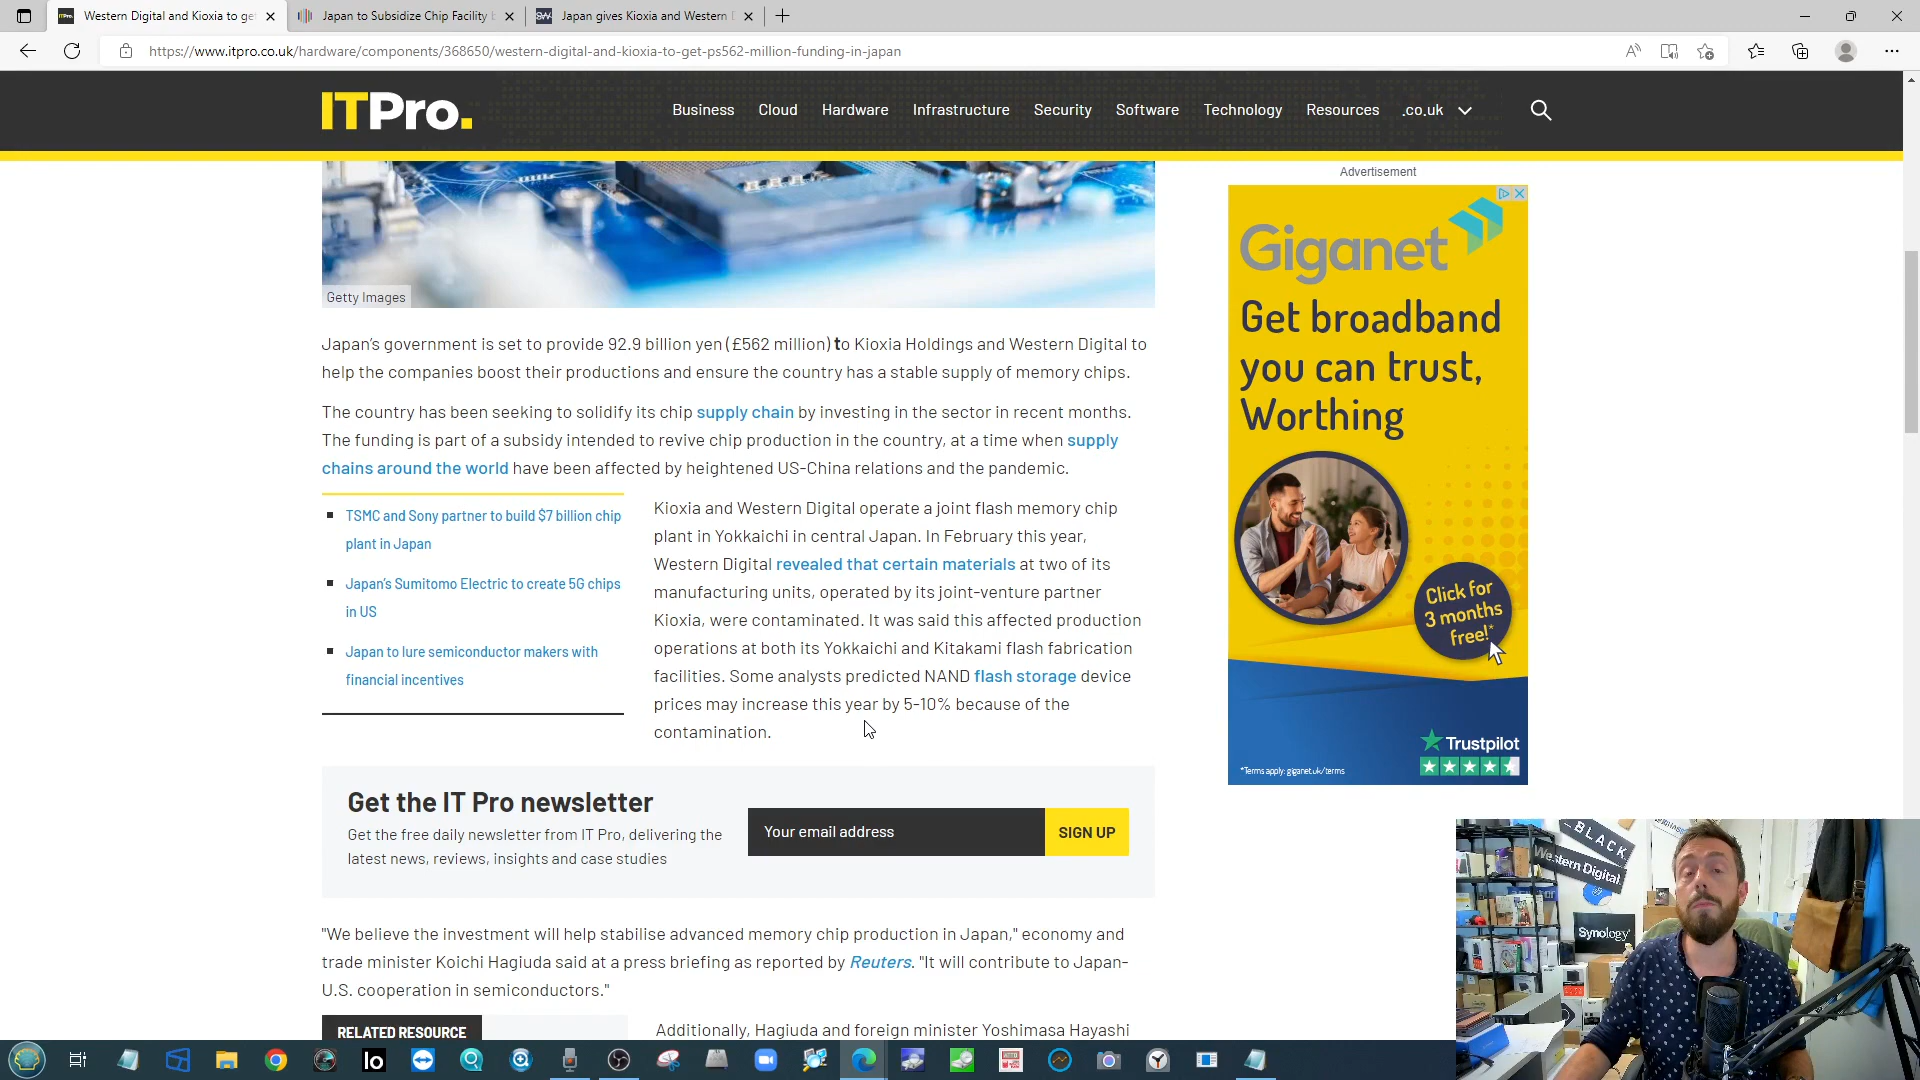 Western Digital and Kioxia to ge
Japan to Subsidize Chip Facility b
Japan gives Kioxia and Western D
https://www.itpro.co.uk/hardware/components/368650/western-digital-and-kioxia-to-get-ps562-million-funding-in-japan
ITPro.
Business Cloud Hardware Infrastructure Security Software Technology Resources .co.uk
Getty Images
Japan's government is set to provide 92.9 billion yen (£562 million) to Kioxia Holdings and Western Digital to
help the companies boost their productions and ensure the country has a stable supply of memory chips.
The country has been seeking to solidify its chip supply chain by investing in the sector in recent months.
The funding is part of a subsidy intended to revive chip production in the country, at a time when supply
chains around the world have been affected by heightened US-China relations and the pandemic.
TSMC and Sony partner to build $7 billion chip
plant in Japan
Japan's Sumitomo Electric to create 5G chips
in US
Japan to lure semiconductor makers with
financial incentives
Kioxia and Western Digital operate a joint flash memory chip
plant in Yokkaichi in central Japan. In February this year,
Western Digital revealed that certain materials at two of its
manufacturing units, operated by its joint-venture partner
Kioxia, were contaminated. It was said this affected production
operations at both its Yokkaichi and Kitakami flash fabrication
facilities. Some analysts predicted NAND flash storage device
prices may increase this year by 5-10% because of the
contamination.
Get the IT Pro newsletter
Get the free daily newsletter from IT Pro, delivering the
latest news, reviews, insights and case studies
Your email address
SIGN UP
"We believe the investment will help stabilise advanced memory chip production in Japan," economy and
trade minister Koichi Hagiuda said at a press briefing as reported by Reuters. "It will contribute to Japan-
U.S. cooperation in semiconductors."
RELATED RESOURCE
Additionally, Hagiuda and foreign minister Yoshimasa Hayashi
Advertisement
Giganet
Get broadband
you can trust,
Worthing
Click for
3 months
free!*
Trustpilot
*Terms apply: giganet.uk/terms
BLACK
Western Digital.
Synology